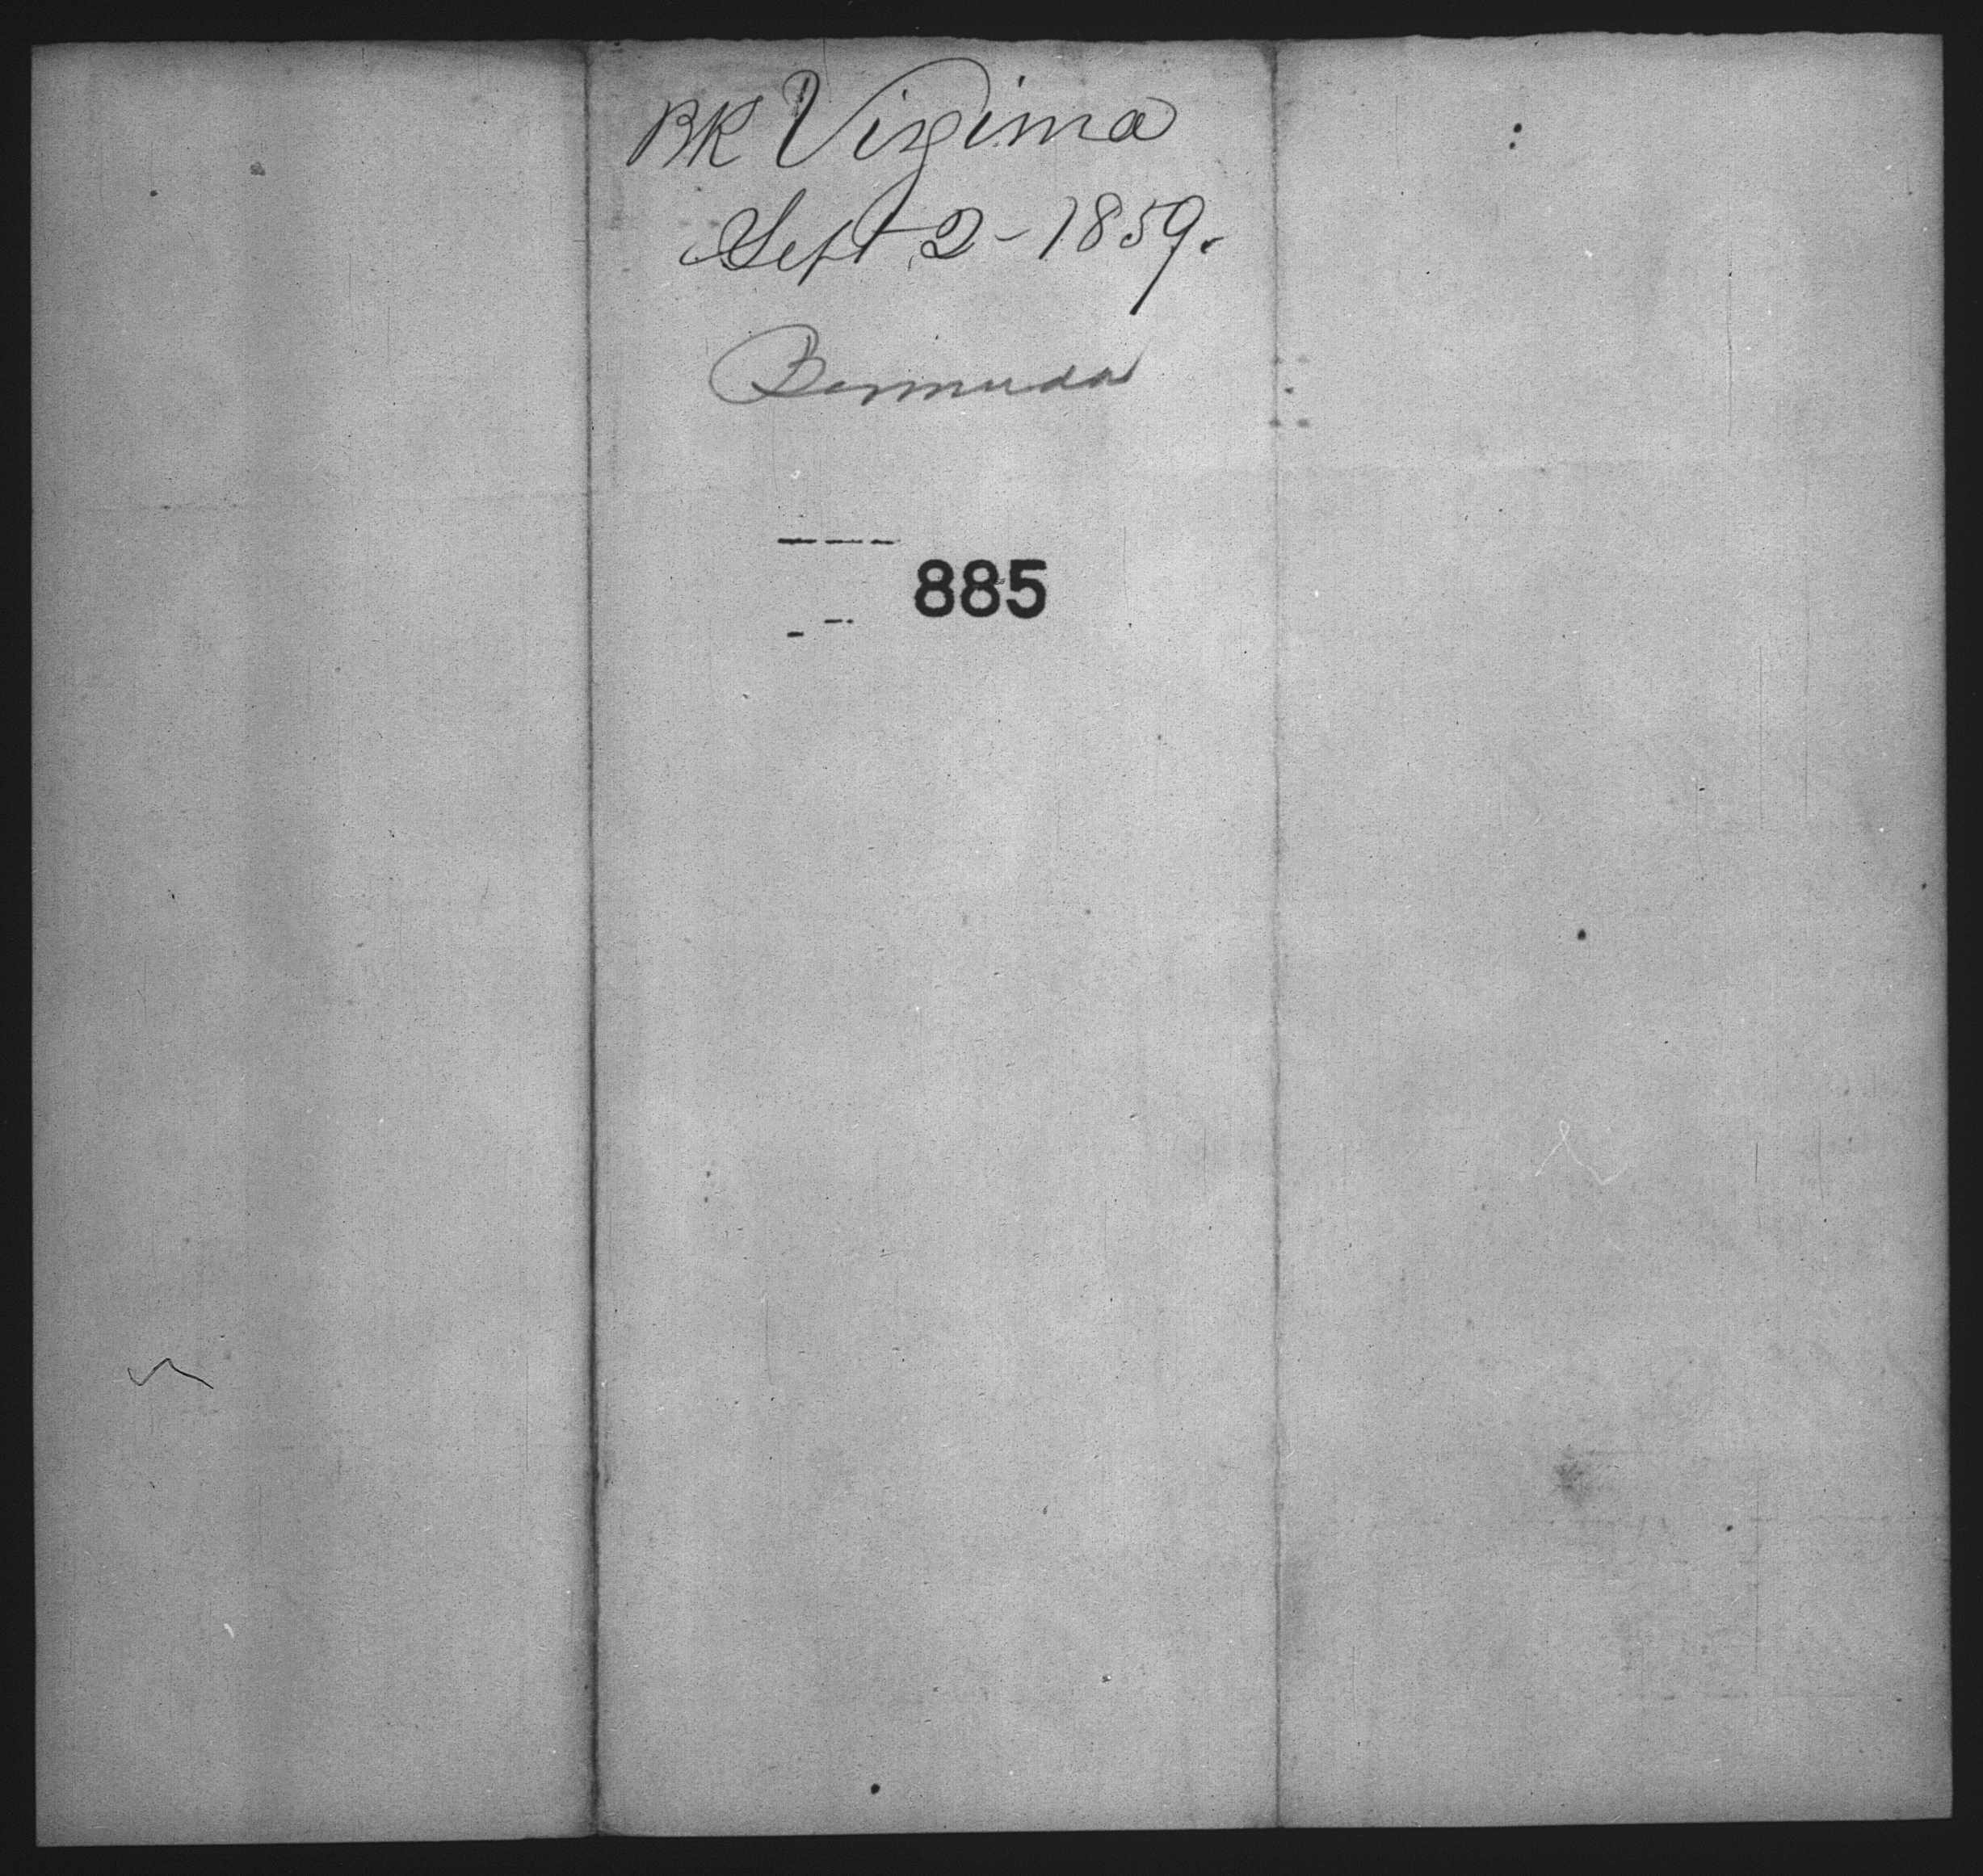 BK Virginia
Sept 2 - 1859.
Bermuda
885